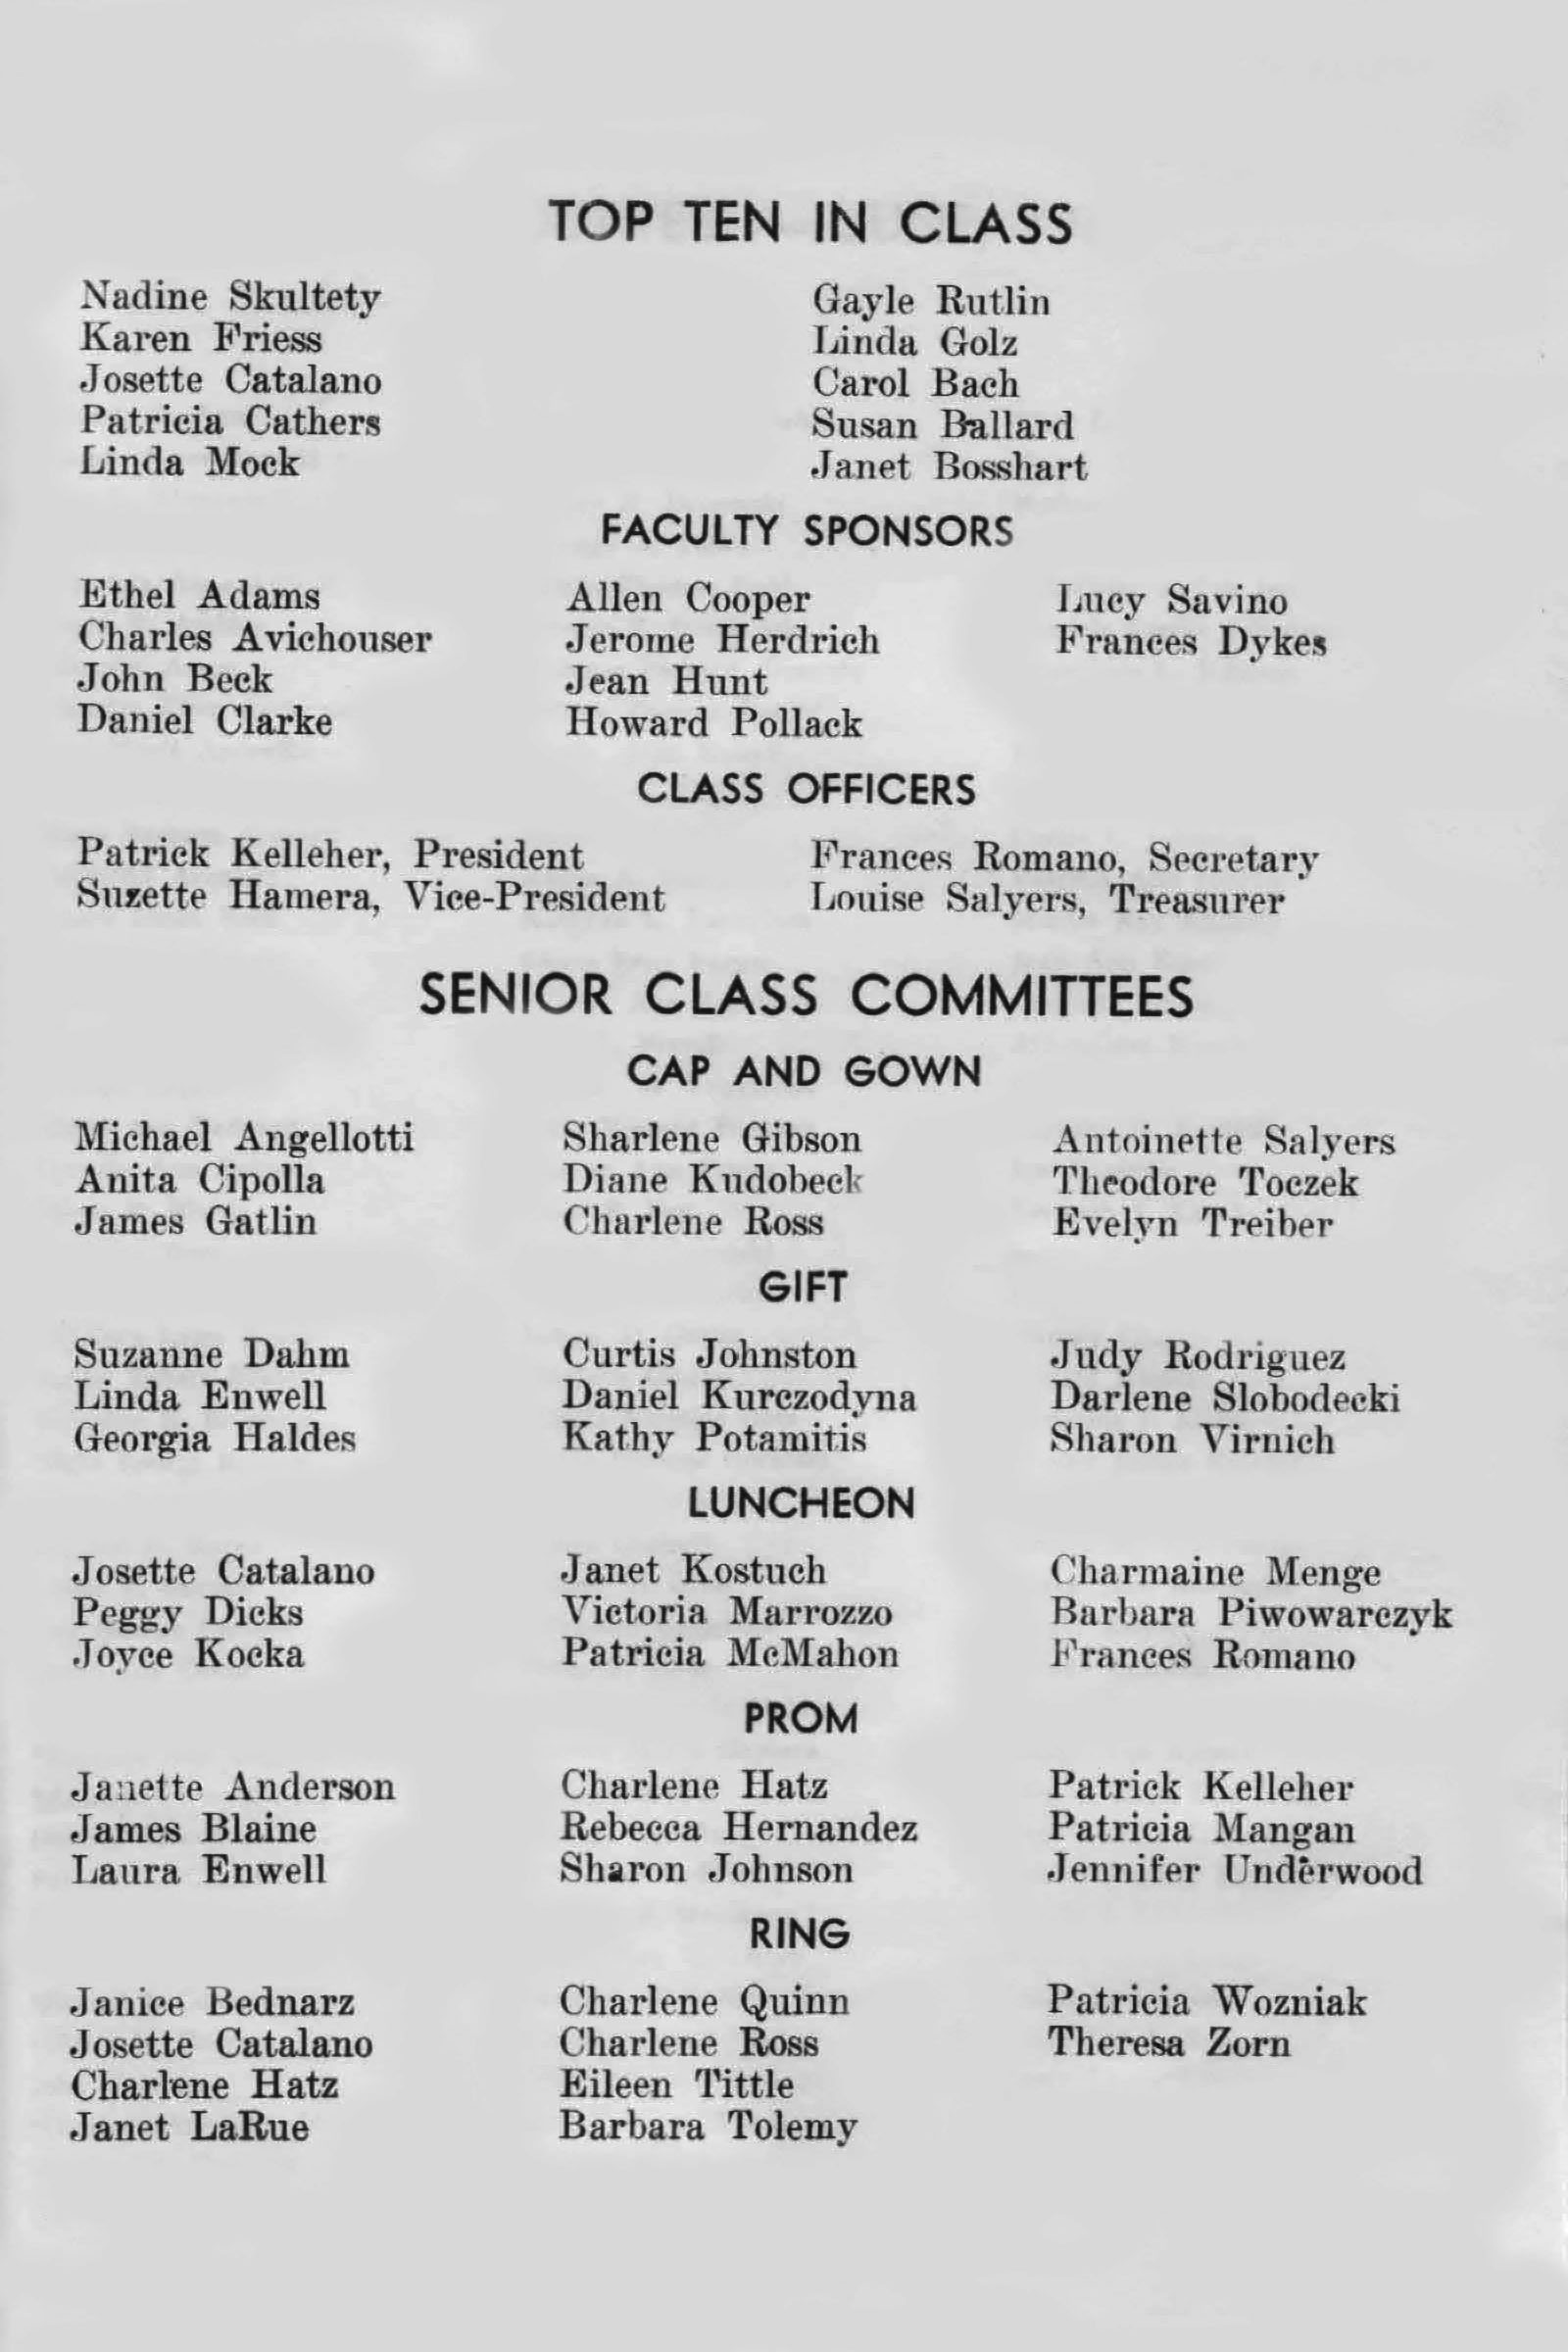 TOP TEN IN CLASS
Nadine Skultety Gayle Rutlin
Karen Friess Linda Golz
Josette Catalano Carol Bach
Patricia Cathers Susan Ballard
Linda Mock Janet Bosshart
FACULTY SPONSORS
Ethel Adams Allen Cooper Lucy Savino
Charles Avichouser Jerome Herdrich Frances Dykes
John Beck Jean Hunt
Daniel Clarke Howard Pollack
CLASS OFFICERS
Patrick Kelleher, President Frances Romano, Secretary
Suzette Hamera, Vice-President Louise Salyers, Treasurer
SENIOR CLASS COMMITTEES
CAP AND GOWN
Michael Angellotti Sharlene Gibson Antoinette Salyers
Anita Cipolla Diane Kudobeck Theodore Toczek
James Gatlin Charlene Ross Evelyn Treiber
GIFT
Suzanne Dahm Curtis Johnston Judy Rodriguez
Linda Enwell Daniel Kurczodyna Darlene Slobodecki
Georgia Haldes Kathy Potamitis Sharon Virnich
LUNCHEON
Josette Catalano Janet Kostuch Charmaine Menge
Peggy Dicks Victoria Marrozzo Barbara Piwowarczyk
Joyce Kocka Patricia McMahon Frances Romano
PROM
Janette Anderson Charlene Hatz Patrick Kelleher
James Blaine Rebecca Hernandez Patricia Mangan
Laura Enwell Sharon Johnson Jennifer Underwood
RING
Janice Bednarz Charlene Quinn Patricia Wozniak
Josette Catalano Charlene Ross Theresa Zorn
Charlene Hatz Eileen Tittle
Janet LaRue Barbara Tolemy